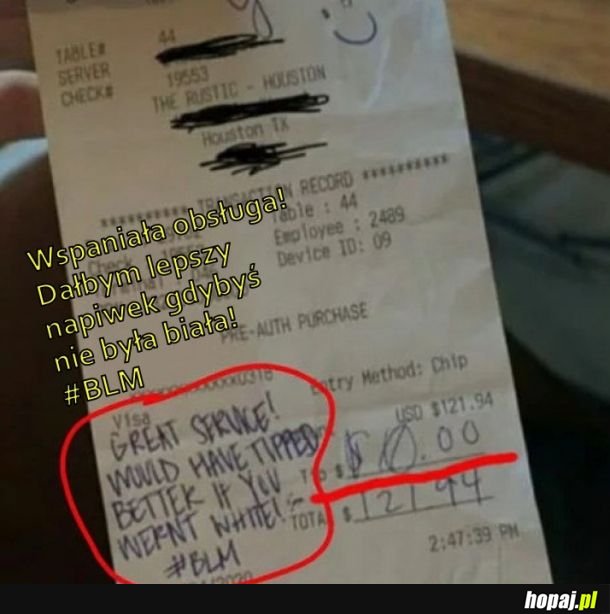 TABLE# 44
SERVER
CHECK# 19553
THE RUSTIC - HOUSTON
Houston TX
TRANSACTION RECORD
Table : 44
Employee : 2489
Device ID: 09
Wspaniała obsługa!
Dałbym lepszy
napiwek gdybyś
nie była biała!
#BLM
PRE-AUTH PURCHASE
Entry Method: Chip
Visa
USD $121.94
GREAT SERVICE!
WOULD HAVE TIPPED
BETTER IF YOU
WERNT WHITE!
#BLM
$ 0.00
TOTAL $ 121 94
2:47:39 PM
hopaj.pl